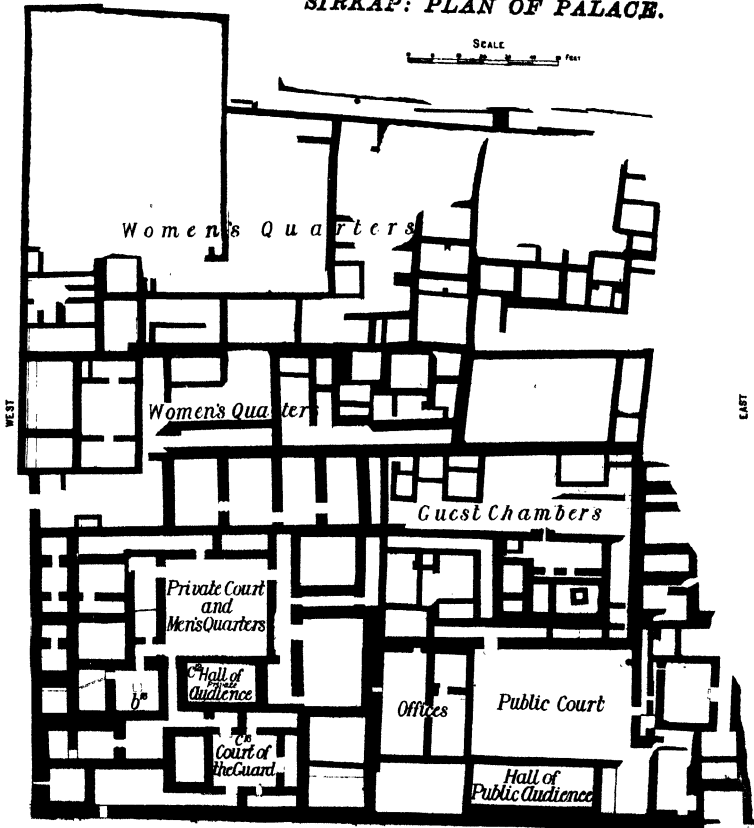 SIRKAP: PLAN OF PALACE.
SCALE
FEET
Women's Quarters
WEST
EAST
Women's Quarters
Guest Chambers
Private Court
and
Men's Quarters
Hall of
Private
Audience
Offices
Public Court
Court of
the Guard
Hall of
Public Audience